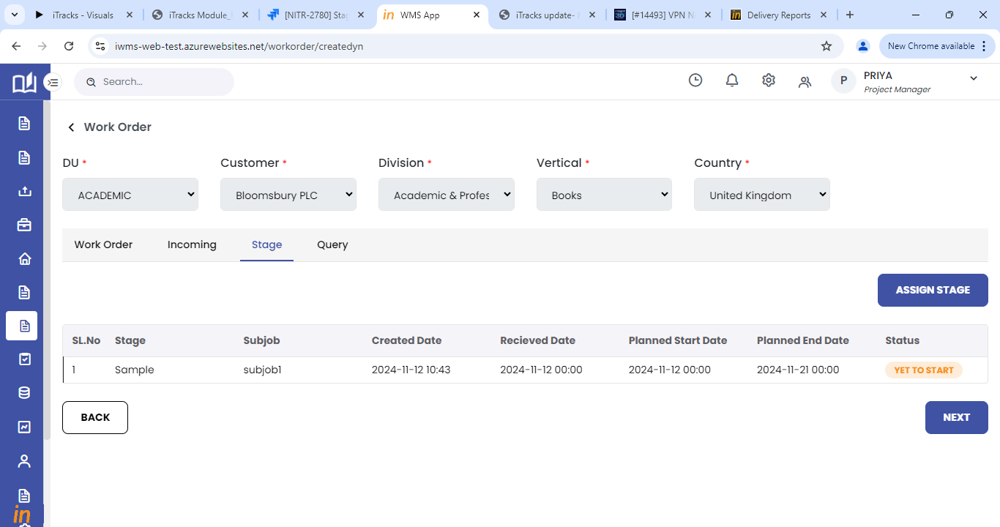 iTracks - Visuals
iTracks Module_
[NITR-2780] Stac
WMS App
iTracks update-
[#14493] VPN N
Delivery Reports
iwms-web-test.azurewebsites.net/workorder/createdyn
New Chrome available
Search...
P
PRIYA
Project Manager
Work Order
DU *
Customer *
Division *
Vertical *
Country *
ACADEMIC
Bloomsbury PLC
Academic & Profes
Books
United Kingdom
Work Order
Incoming
Stage
Query
ASSIGN STAGE
SL.No Stage Subjob Created Date Recieved Date Planned Start Date Planned End Date Status
1 Sample subjob1 2024-11-12 10:43 2024-11-12 00:00 2024-11-12 00:00 2024-11-21 00:00 YET TO START
BACK
NEXT
in